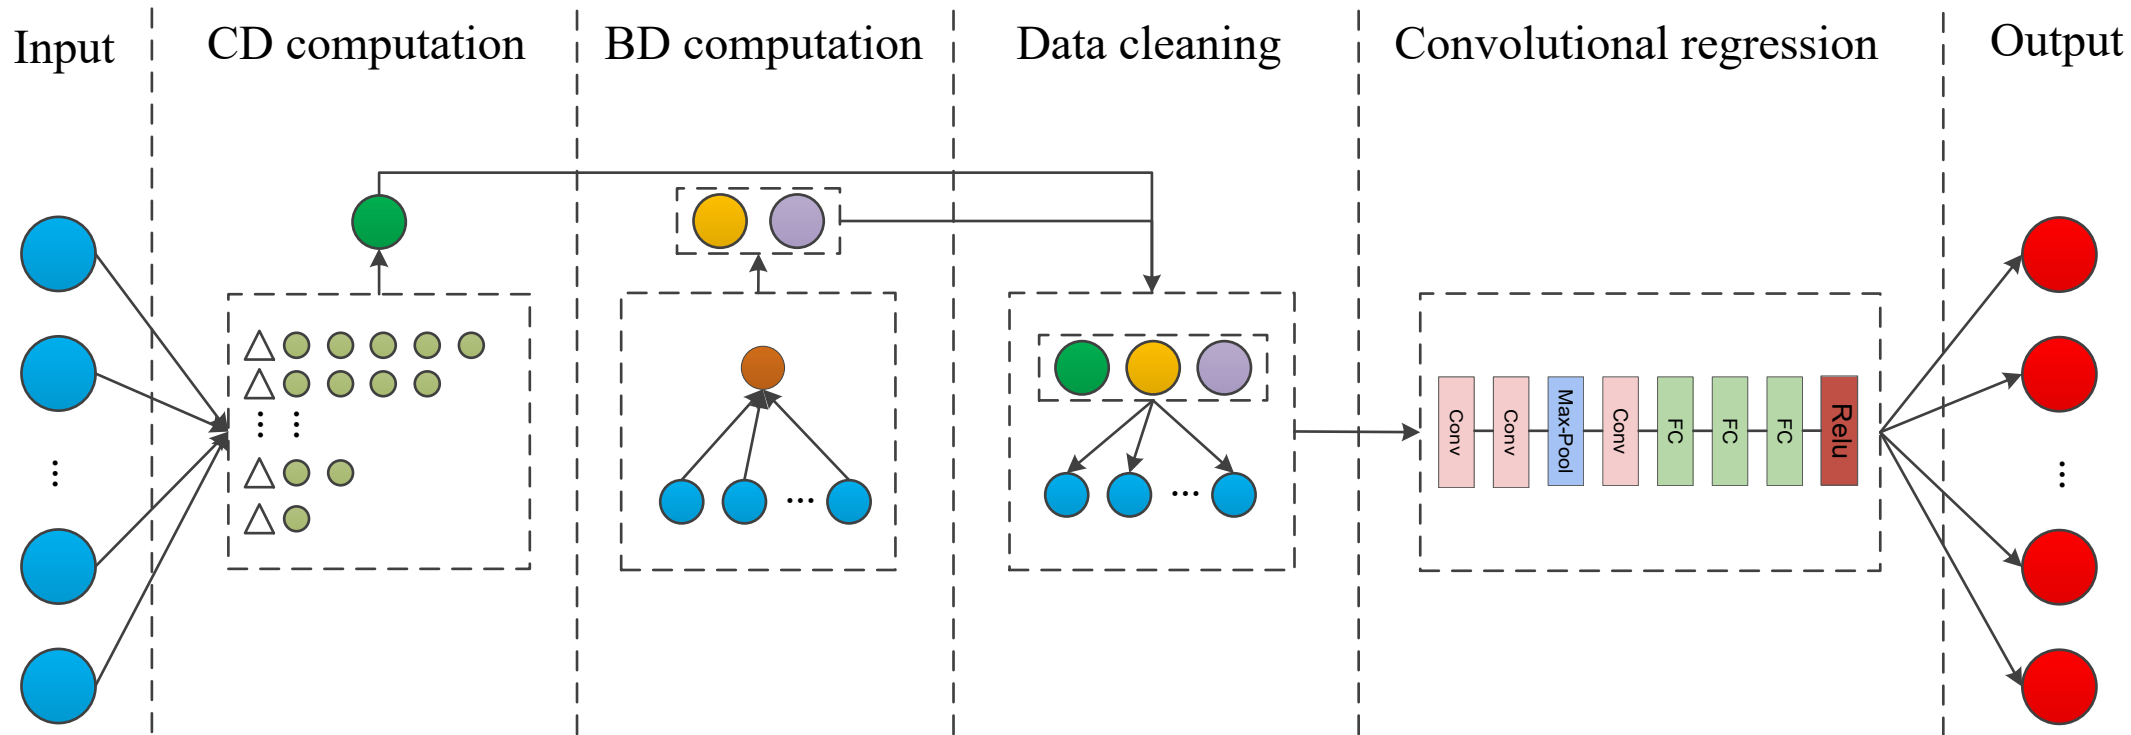 Input
CD computation
BD computation
Data cleaning
Convolutional regression
Output
Conv
Conv
Max-Pool
Conv
FC
FC
FC
Relu